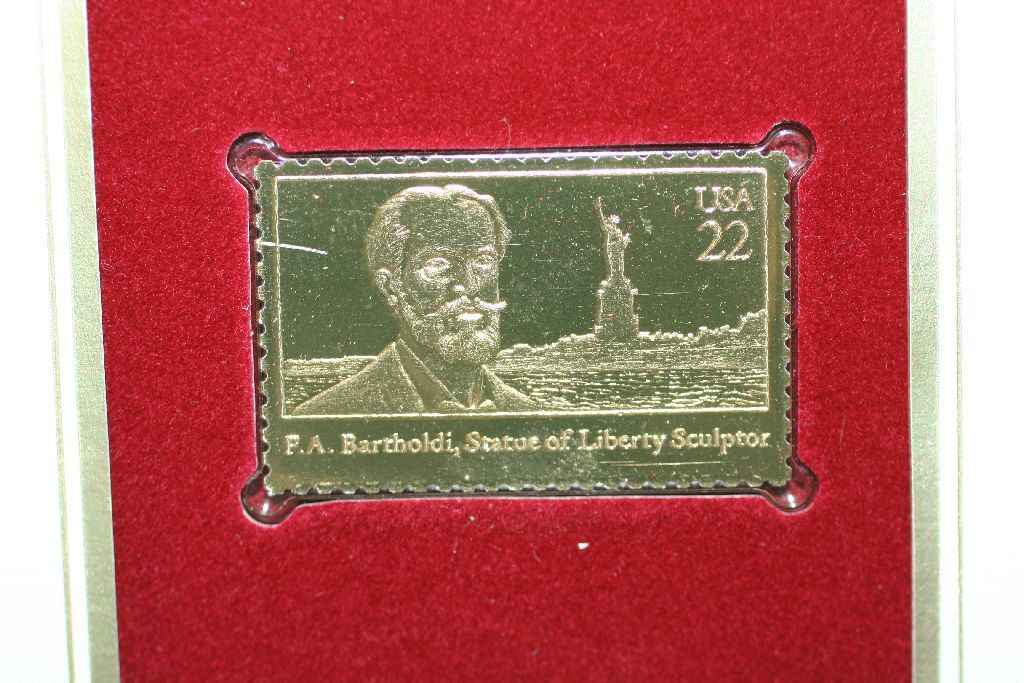 USA
22
F.A. Bartholdi, Statue of Liberty Sculptor